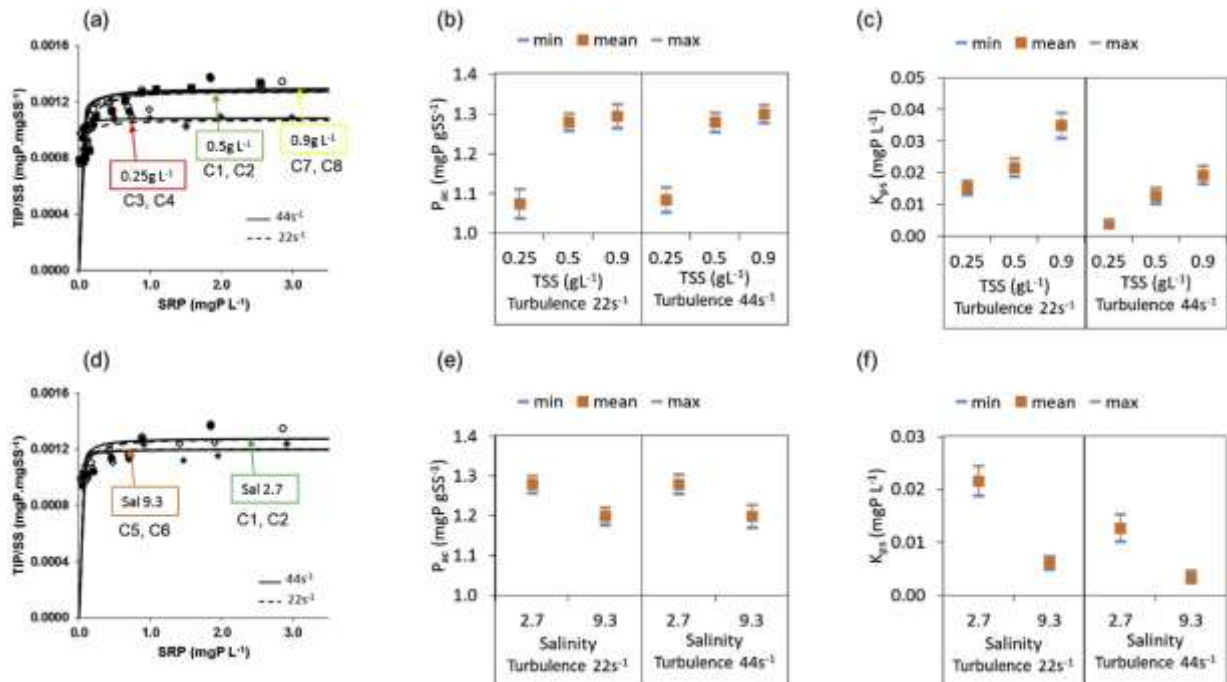 (a)
TIP/SS (mgP.mgSS⁻¹)
0.0016
0.0012
0.0008
0.0004
0.0000
0.25g L⁻¹
C3, C4
0.5g L⁻¹
C1, C2
0.9g L⁻¹
C7, C8
44s⁻¹
22s⁻¹
0.0 1.0 2.0 3.0
SRP (mgP L⁻¹)
(b)
min mean max
P_ac (mgP gSS⁻¹)
1.4
1.3
1.2
1.1
1.0
0.25 0.5 0.9 0.25 0.5 0.9
TSS (gL⁻¹) TSS (gL⁻¹)
Turbulence 22s⁻¹ Turbulence 44s⁻¹
(c)
min mean max
K_ps (mgP L⁻¹)
0.05
0.04
0.03
0.02
0.01
0.00
0.25 0.5 0.9 0.25 0.5 0.9
TSS (gL⁻¹) TSS (gL⁻¹)
Turbulence 22s⁻¹ Turbulence 44s⁻¹
(d)
TIP/SS (mgP.mgSS⁻¹)
0.0016
0.0012
0.0008
0.0004
0.0000
Sal 9.3
C5, C6
Sal 2.7
C1, C2
44s⁻¹
22s⁻¹
0.0 1.0 2.0 3.0
SRP (mgP L⁻¹)
(e)
min mean max
P_ac (mgP gSS⁻¹)
1.4
1.3
1.2
1.1
1.0
2.7 9.3 2.7 9.3
Salinity Salinity
Turbulence 22s⁻¹ Turbulence 44s⁻¹
(f)
min mean max
K_ps (mgP L⁻¹)
0.03
0.02
0.01
0.00
2.7 9.3 2.7 9.3
Salinity Salinity
Turbulence 22s⁻¹ Turbulence 44s⁻¹